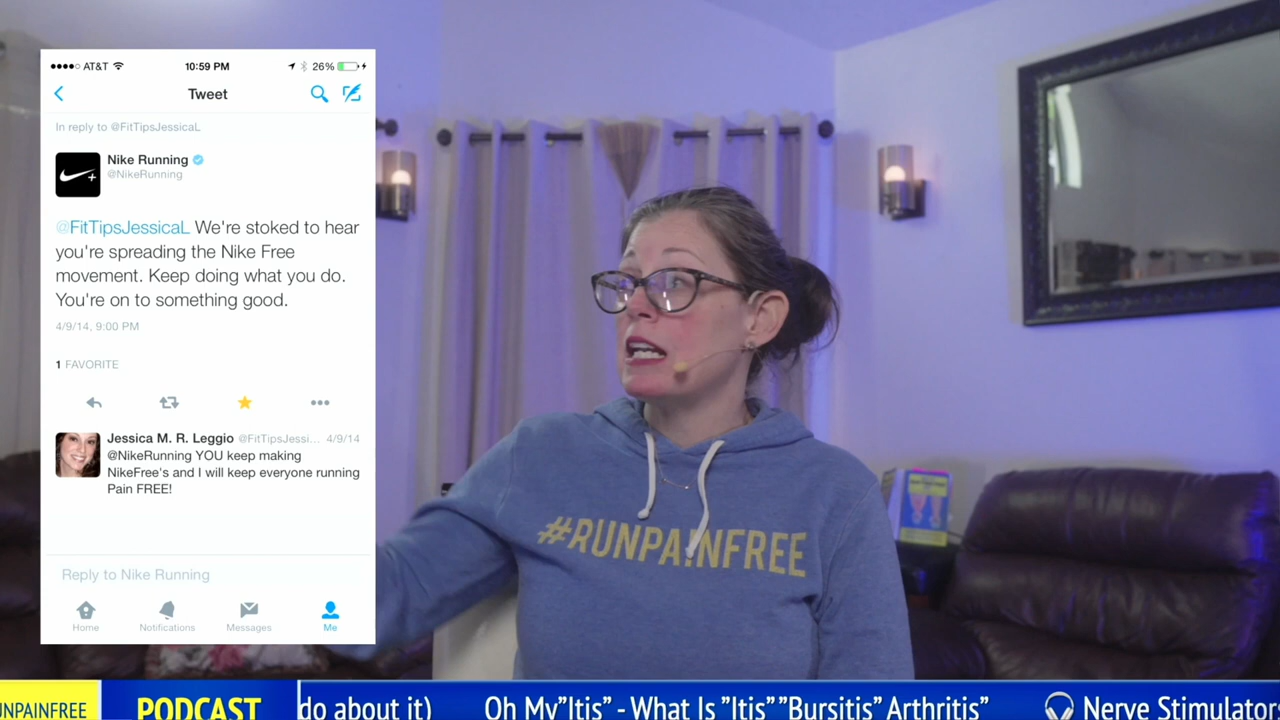 AT&T
10:59 PM
26%
Tweet
In reply to @FitTipsJessicaL
Nike Running
@NikeRunning
@FitTipsJessicaL We're stoked to hear
you're spreading the Nike Free
movement. Keep doing what you do.
You're on to something good.
4/9/14, 9:00 PM
1 FAVORITE
Jessica M. R. Leggio @FitTipsJessi... 4/9/14
@NikeRunning YOU keep making
NikeFree's and I will keep everyone running
Pain FREE!
Reply to Nike Running
Home
Notifications
Messages
Me
#RUNPAINFREE
UNPAINFREE
PODCAST
do about it)
Oh My"Itis" - What Is "Itis" "Bursitis" Arthritis"
Nerve Stimulator